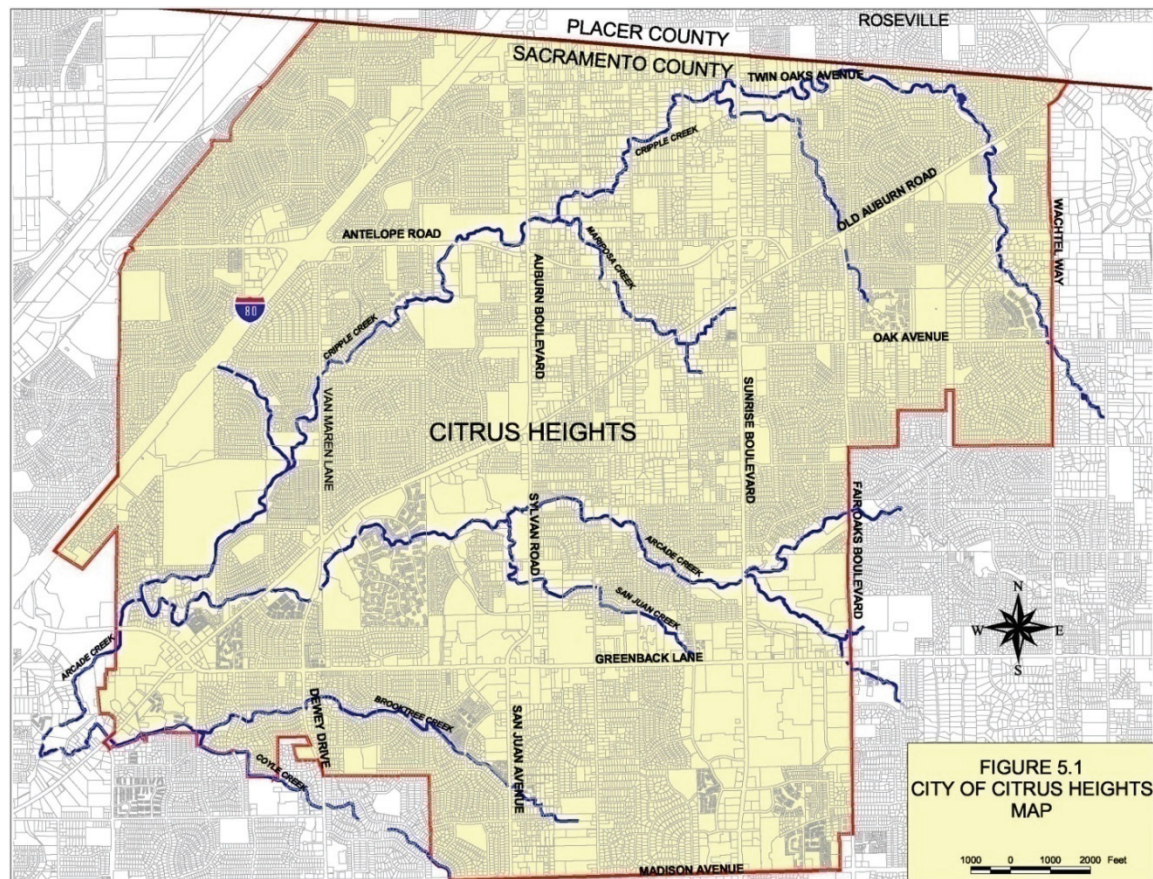 ROSEVILLE
PLACER COUNTY
SACRAMENTO COUNTY
TWIN OAKS AVENUE
CRIPPLE CREEK
OLD AUBURN ROAD
WACHTEL WAY
ANTELOPE ROAD
MARIPOSA CREEK
AUBURN BOULEVARD
80
CRIPPLE CREEK
OAK AVENUE
VAN MAREN LANE
SUNRISE BOULEVARD
CITRUS HEIGHTS
SYLVAN ROAD
FAIR OAKS BOULEVARD
ARCADE CREEK
SAN JUAN CREEK
ARCADE CREEK
GREENBACK LANE
N
W E
S
DEWEY DRIVE
BROOKTREE CREEK
SAN JUAN AVENUE
COYLE CREEK
MADISON AVENUE
FIGURE 5.1
CITY OF CITRUS HEIGHTS
MAP
1000 0 1000 2000 Feet